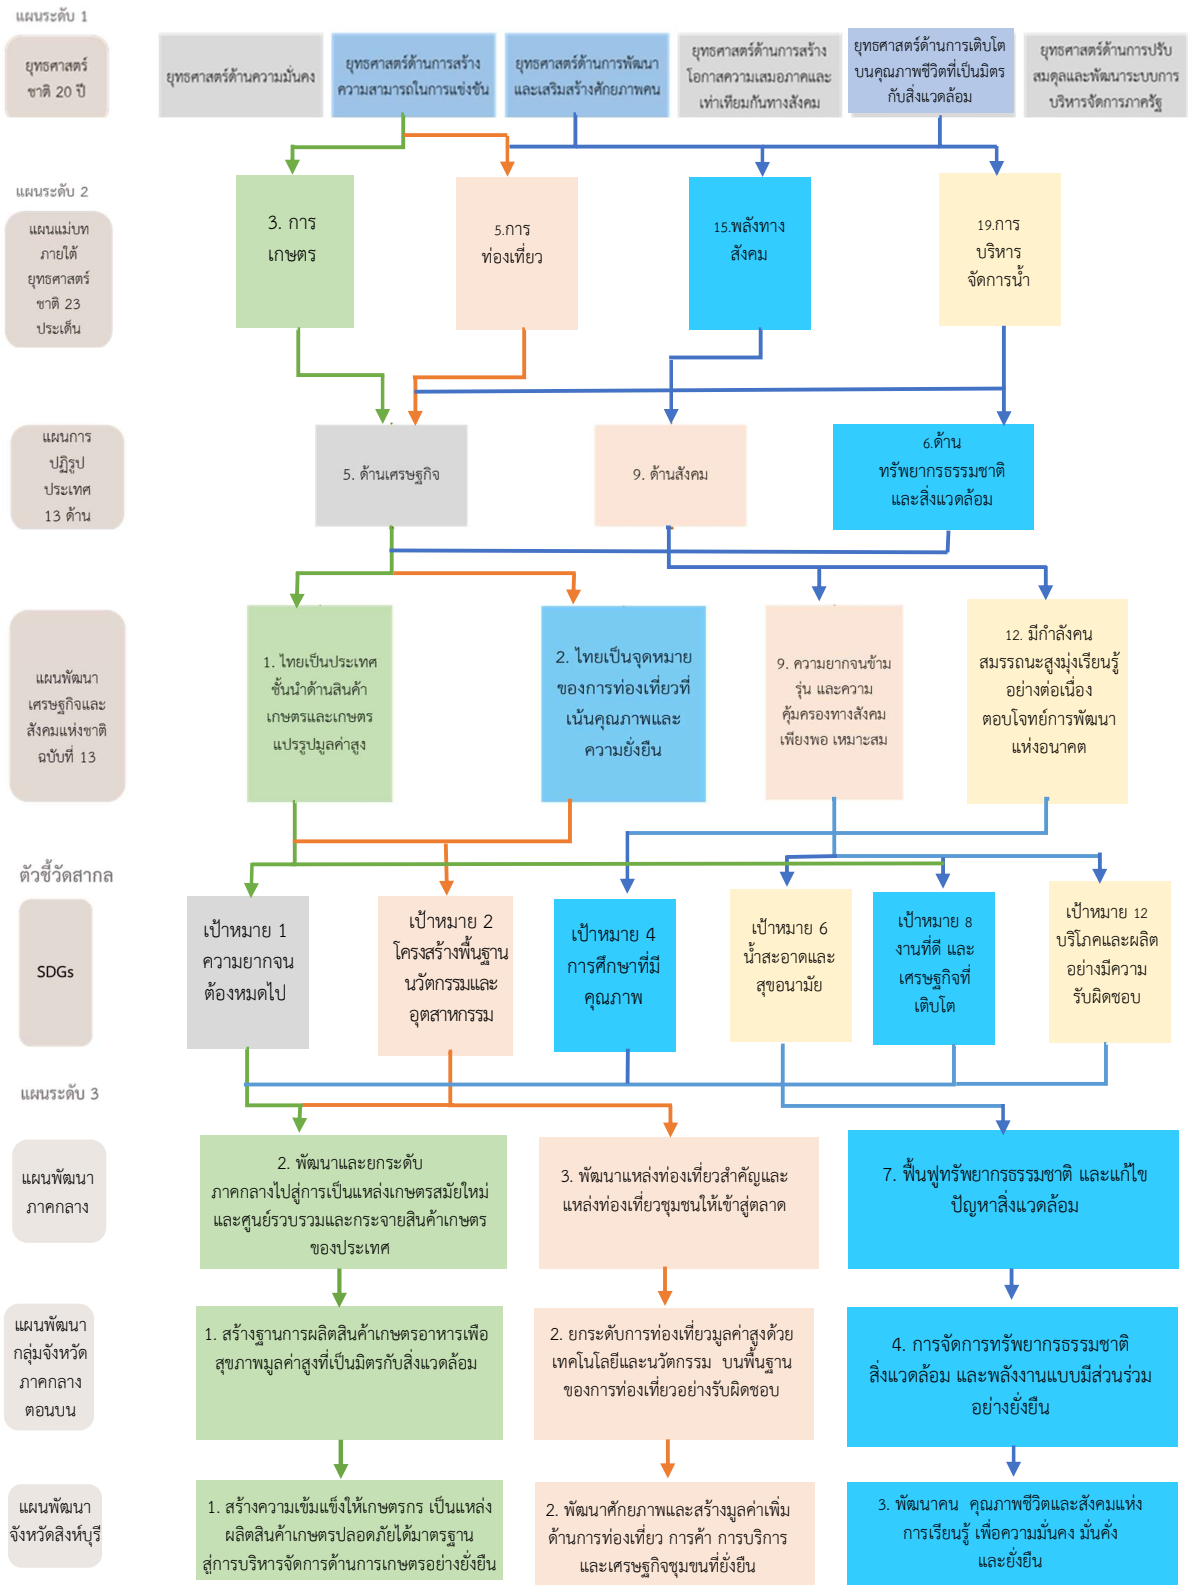 แผนระดับ 1
ยุทธศาสตร์
ชาติ 20 ปี
ยุทธศาสตร์ด้านความมั่นคง
ยุทธศาสตร์ด้านการสร้าง
ความสามารถในการแข่งขัน
ยุทธศาสตร์ด้านการพัฒนา
และเสริมสร้างศักยภาพคน
ยุทธศาสตร์ด้านการสร้าง
โอกาสความเสมอภาคและ
เท่าเทียมกันทางสังคม
ยุทธศาสตร์ด้านการเติบโต
บนคุณภาพชีวิตที่เป็นมิตร
กับสิ่งแวดล้อม
ยุทธศาสตร์ด้านการปรับ
สมดุลและพัฒนาระบบการ
บริหารจัดการภาครัฐ
แผนระดับ 2
แผนแม่บท
ภายใต้
ยุทธศาสตร์
ชาติ 23
ประเด็น
3. การ
เกษตร
5.การ
ท่องเที่ยว
15.พลังทาง
สังคม
19.การ
บริหาร
จัดการน้ำ
แผนการ
ปฏิรูป
ประเทศ
13 ด้าน
5. ด้านเศรษฐกิจ
9. ด้านสังคม
6.ด้าน
ทรัพยากรธรรมชาติ
และสิ่งแวดล้อม
แผนพัฒนา
เศรษฐกิจและ
สังคมแห่งชาติ
ฉบับที่ 13
1. ไทยเป็นประเทศ
ชั้นนำด้านสินค้า
เกษตรและเกษตร
แปรรูปมูลค่าสูง
2. ไทยเป็นจุดหมาย
ของการท่องเที่ยวที่
เน้นคุณภาพและ
ความยั่งยืน
9. ความยากจนข้าม
รุ่น และความ
คุ้มครองทางสังคม
เพียงพอ เหมาะสม
12. มีกำลังคน
สมรรถนะสูงมุ่งเรียนรู้
อย่างต่อเนื่อง
ตอบโจทย์การพัฒนา
แห่งอนาคต
ตัวชี้วัดสากล
SDGs
เป้าหมาย 1
ความยากจน
ต้องหมดไป
เป้าหมาย 2
โครงสร้างพื้นฐาน
นวัตกรรมและ
อุตสาหกรรม
เป้าหมาย 4
การศึกษาที่มี
คุณภาพ
เป้าหมาย 6
น้ำสะอาดและ
สุขอนามัย
เป้าหมาย 8
งานที่ดี และ
เศรษฐกิจที่
เติบโต
เป้าหมาย 12
บริโภคและผลิต
อย่างมีความ
รับผิดชอบ
แผนระดับ 3
แผนพัฒนา
ภาคกลาง
2. พัฒนาและยกระดับ
ภาคกลางไปสู่การเป็นแหล่งเกษตรสมัยใหม่
และศูนย์รวบรวมและกระจายสินค้าเกษตร
ของประเทศ
3. พัฒนาแหล่งท่องเที่ยวสำคัญและ
แหล่งท่องเที่ยวชุมชนให้เข้าสู่ตลาด
7. ฟื้นฟูทรัพยากรธรรมชาติ และแก้ไข
ปัญหาสิ่งแวดล้อม
แผนพัฒนา
กลุ่มจังหวัด
ภาคกลาง
ตอนบน
1. สร้างฐานการผลิตสินค้าเกษตรอาหารเพือ
สุขภาพมูลค่าสูงที่เป็นมิตรกับสิ่งแวดล้อม
2. ยกระดับการท่องเที่ยวมูลค่าสูงด้วย
เทคโนโลยีและนวัตกรรม บนพื้นฐาน
ของการท่องเที่ยวอย่างรับผิดชอบ
4. การจัดการทรัพยากรธรรมชาติ
สิ่งแวดล้อม และพลังงานแบบมีส่วนร่วม
อย่างยั่งยืน
แผนพัฒนา
จังหวัดสิงห์บุรี
1. สร้างความเข้มแข็งให้เกษตรกร เป็นแหล่ง
ผลิตสินค้าเกษตรปลอดภัยได้มาตรฐาน
สู่การบริหารจัดการด้านการเกษตรอย่างยั่งยืน
2. พัฒนาศักยภาพและสร้างมูลค่าเพิ่ม
ด้านการท่องเที่ยว การค้า การบริการ
และเศรษฐกิจชุมชนที่ยั่งยืน
3. พัฒนาคน คุณภาพชีวิตและสังคมแห่ง
การเรียนรู้ เพื่อความมั่นคง มั่นคั่ง
และยั่งยืน